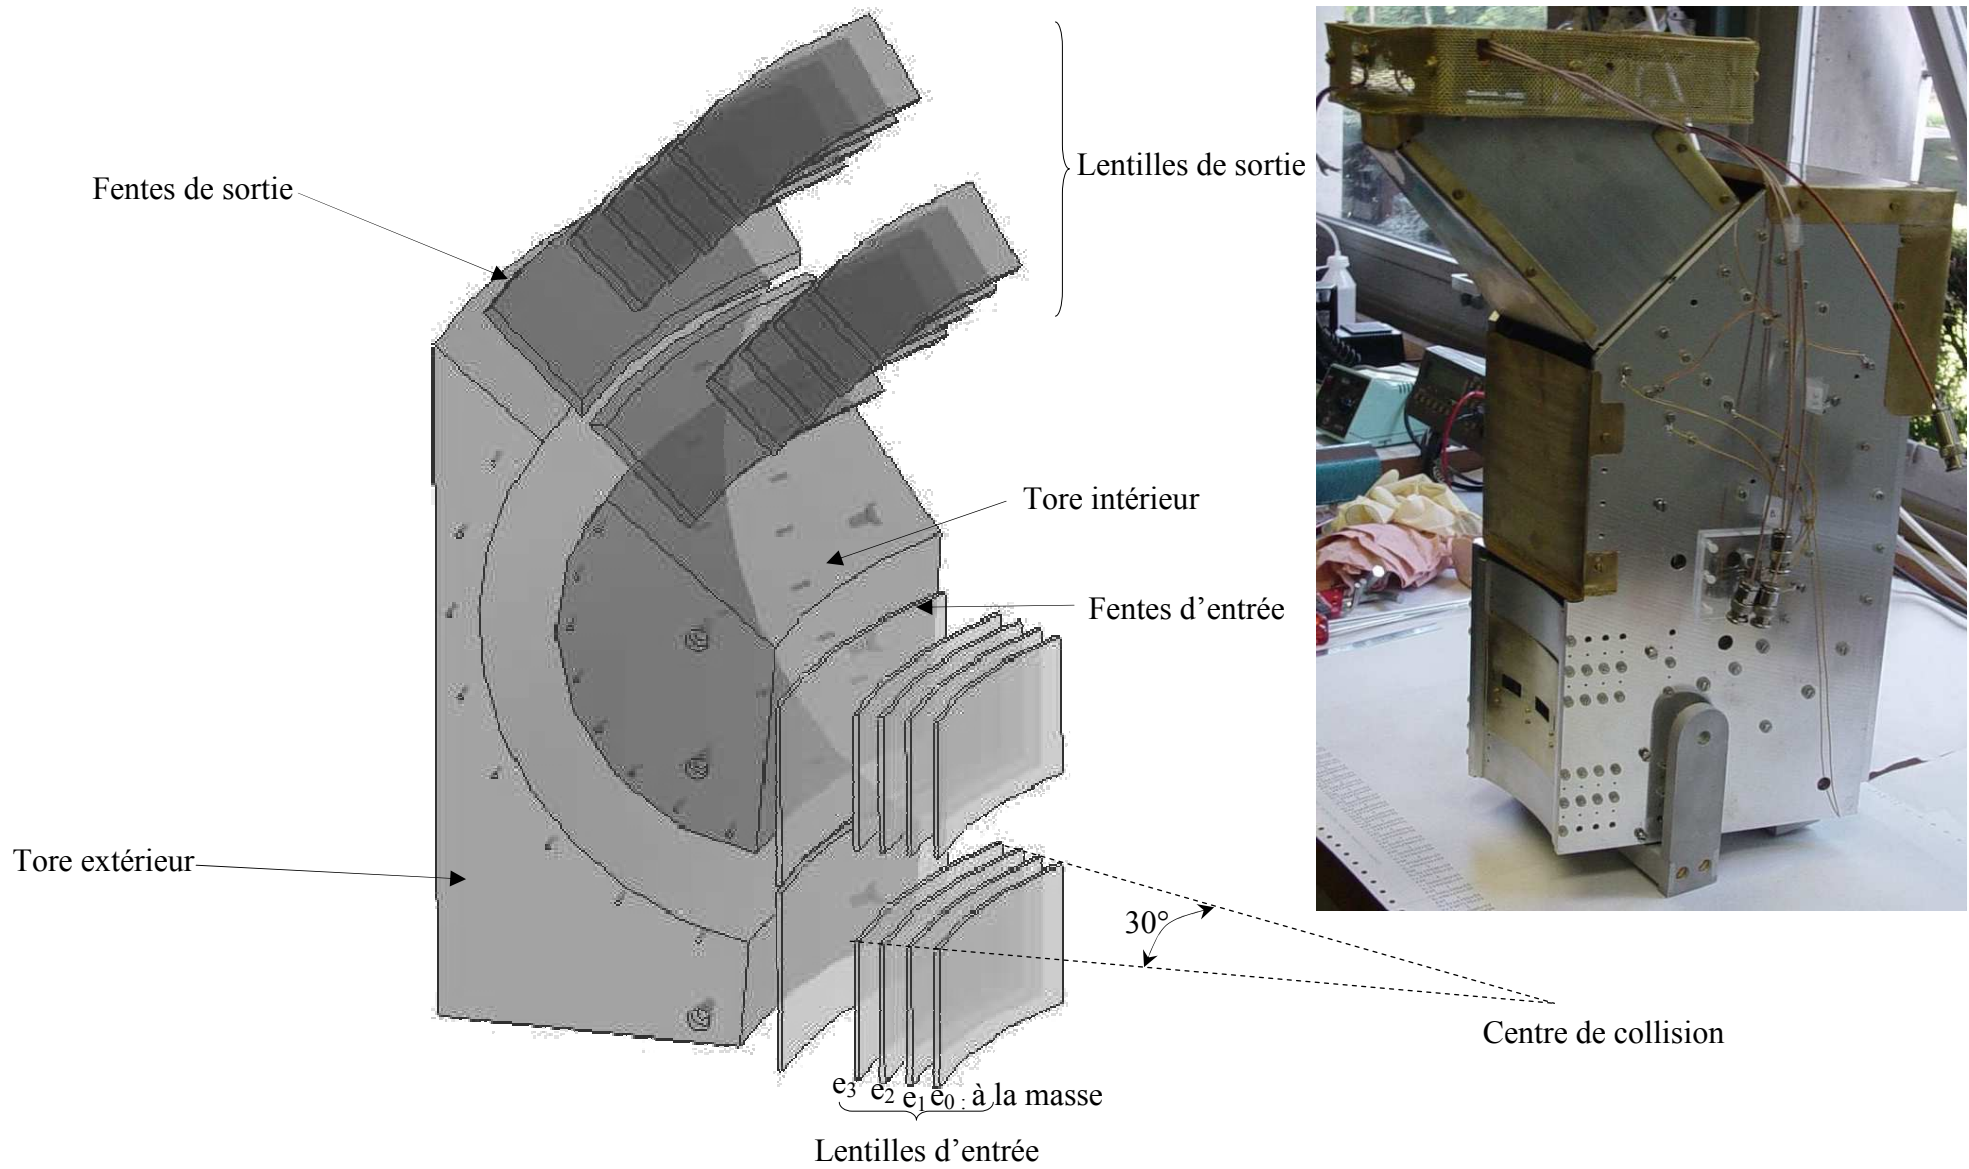 Lentilles de sortie
Fentes de sortie
Tore intérieur
Fentes d’entrée
Tore extérieur
30°
Centre de collision
e3 e2 e1 e0 : à la masse
Lentilles d’entrée